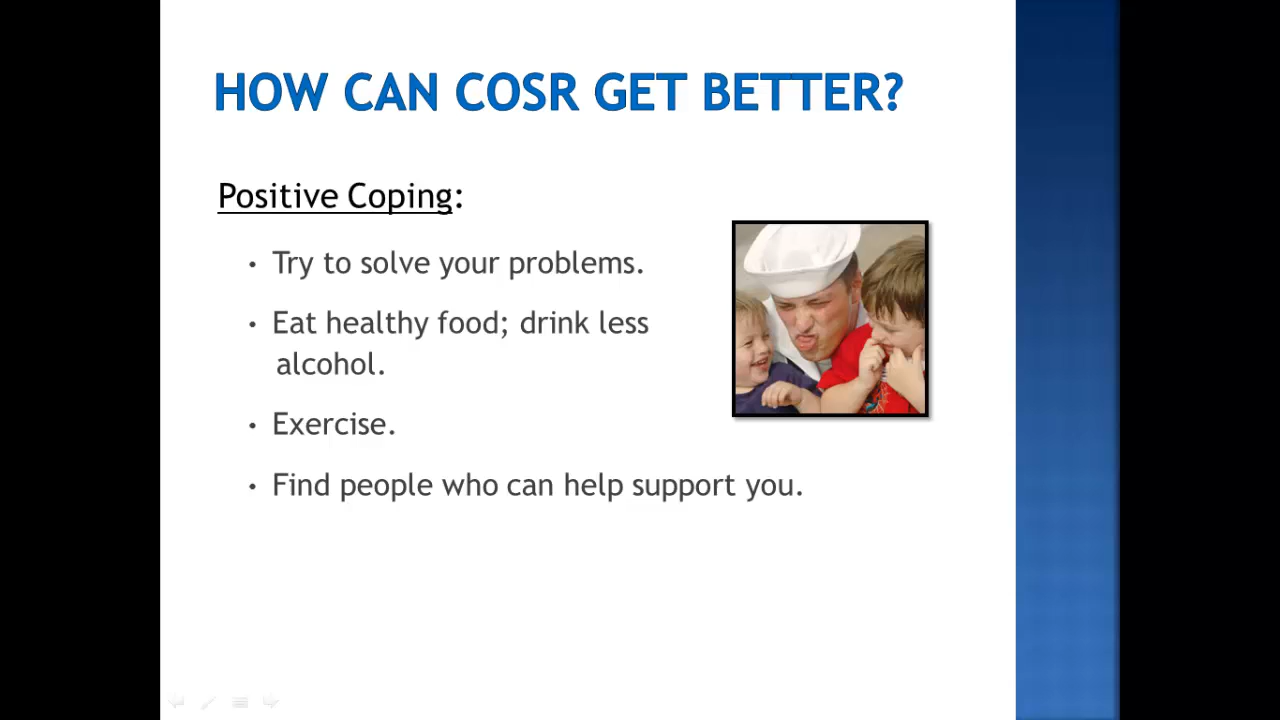 HOW CAN COSR GET BETTER?
Positive Coping:
• Try to solve your problems.
• Eat healthy food; drink less
alcohol.
• Exercise.
• Find people who can help support you.